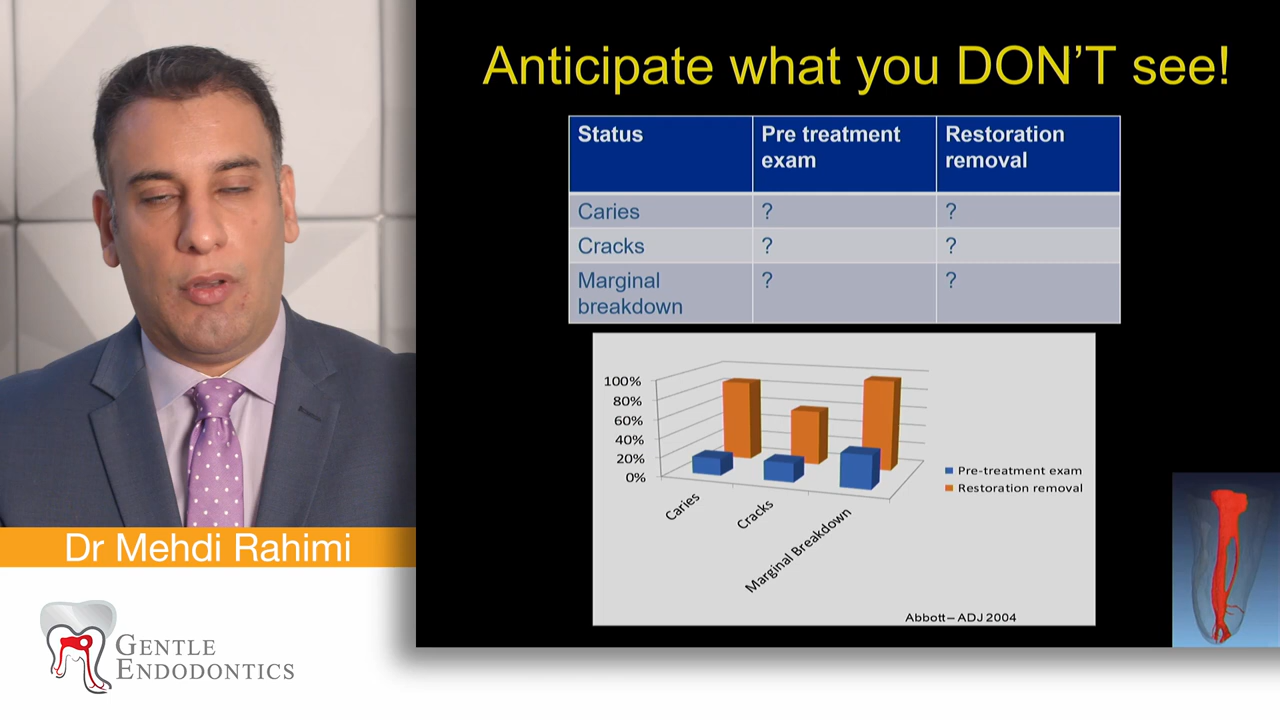 Anticipate what you DON'T see!
Status
Pre treatment
exam
Restoration
removal
Caries
?
?
Cracks
?
?
Marginal
breakdown
?
?
100%
80%
60%
40%
20%
0%
Caries
Cracks
Marginal Breakdown
Pre-treatment exam
Restoration removal
Abbott– ADJ 2004
Dr Mehdi Rahimi
GENTLE
ENDODONTICS